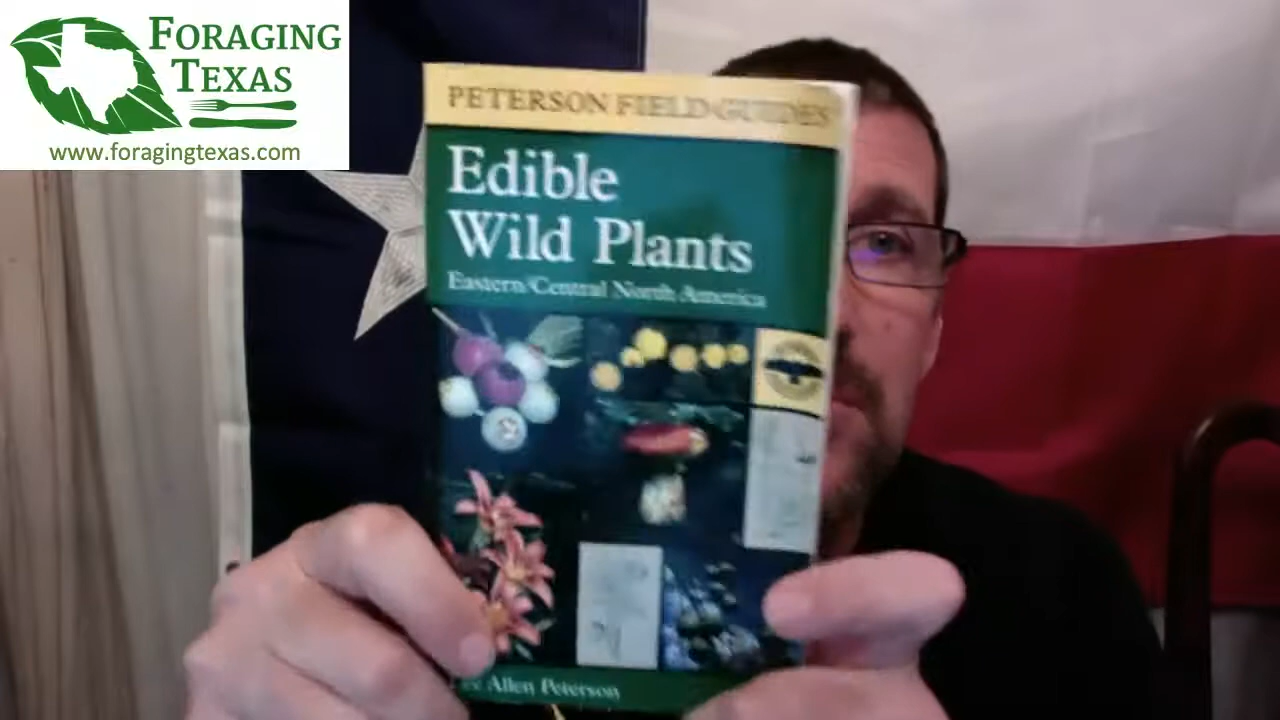 FORAGING
TEXAS
www.foragingtexas.com
PETERSON FIELD GUIDES
Edible
Wild Plants
Eastern/Central North America
Allen Peterson